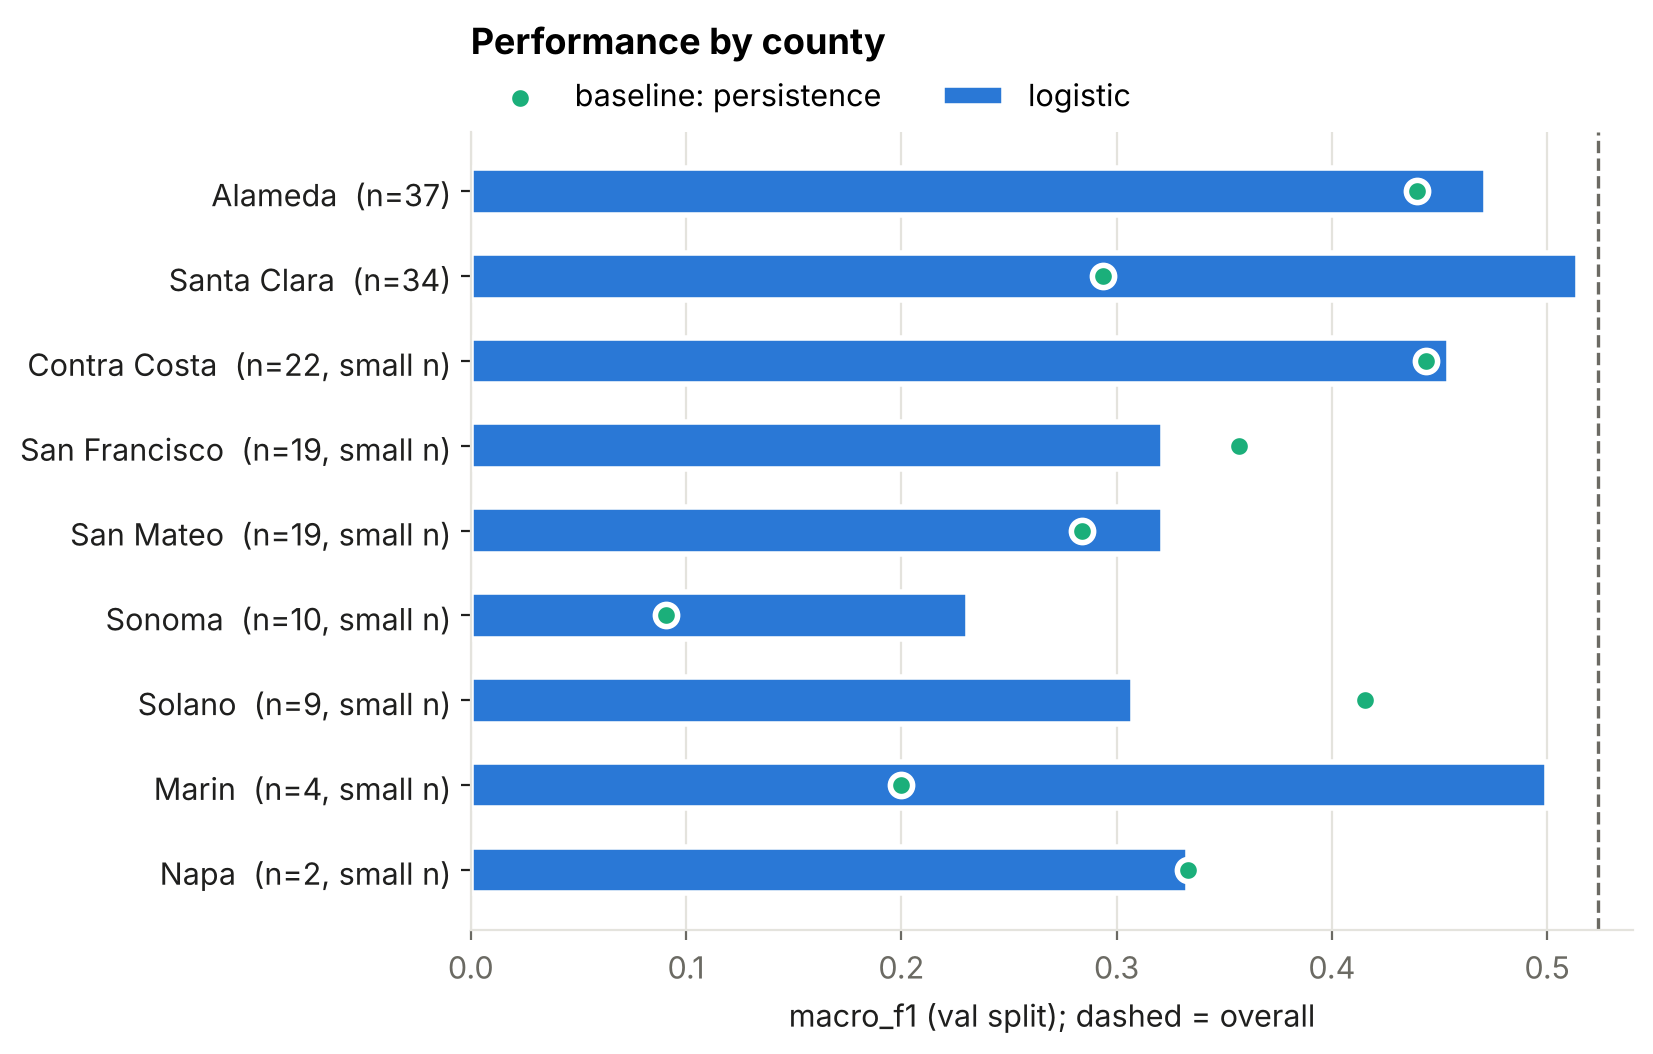 Performance by county
baseline: persistence logistic
Alameda (n=37)
Santa Clara (n=34)
Contra Costa (n=22, small n)
San Francisco (n=19, small n)
San Mateo (n=19, small n)
Sonoma (n=10, small n)
Solano (n=9, small n)
Marin (n=4, small n)
Napa (n=2, small n)
0.0 0.1 0.2 0.3 0.4 0.5
macro_f1 (val split); dashed = overall